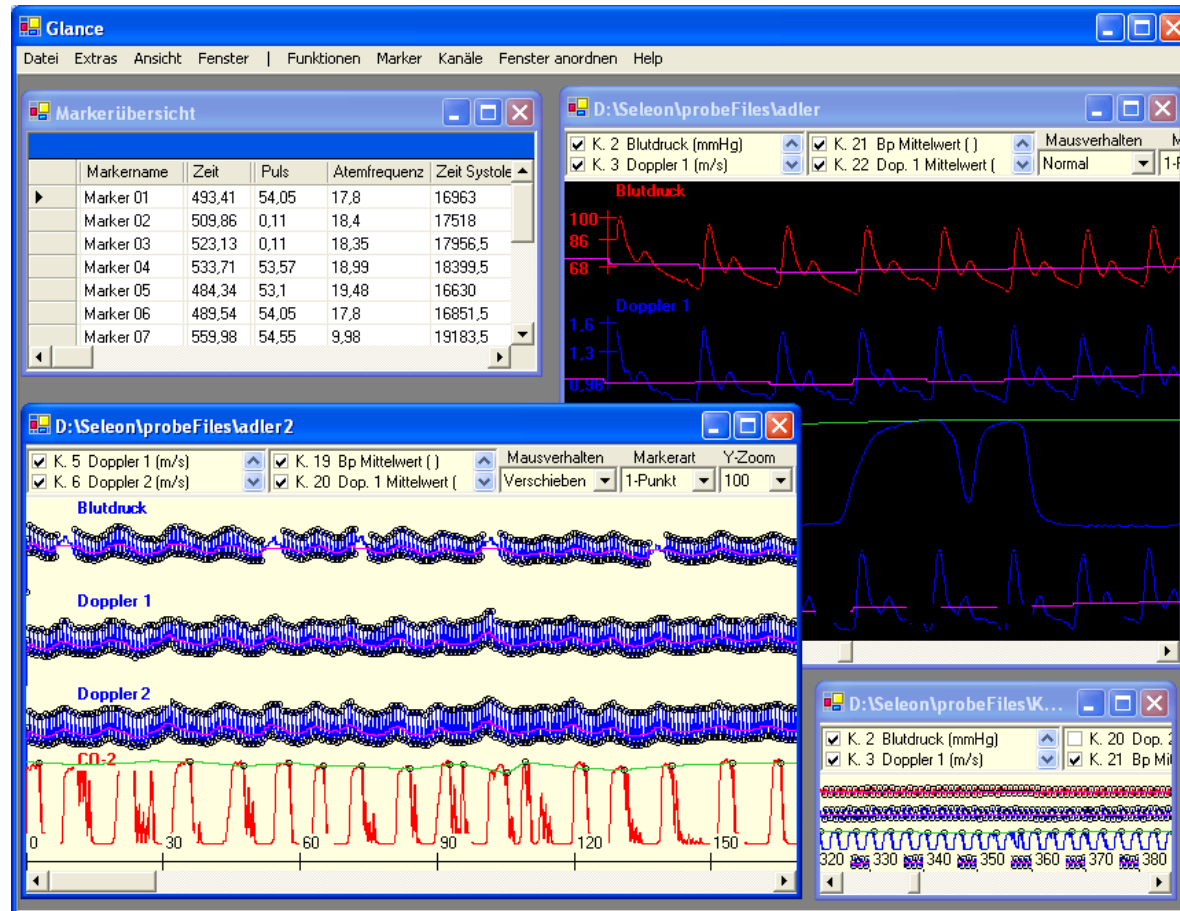 Glance
Datei Extras Ansicht Fenster | Funktionen Marker Kanäle Fenster anordnen Help
Markerübersicht
Markername Zeit Puls Atemfrequenz Zeit Systole
Marker 01 493,41 54,05 17,8 16963
Marker 02 509,86 0,11 18,4 17518
Marker 03 523,13 0,11 18,35 17956,5
Marker 04 533,71 53,57 18,99 18399,5
Marker 05 484,34 53,1 19,48 16630
Marker 06 489,54 54,05 17,8 16851,5
Marker 07 559,98 54,55 9,98 19183,5
D:\Seleon\probeFiles\adler
K. 2 Blutdruck (mmHg) K. 21 Bp Mittelwert ( ) Mausverhalten M
K. 3 Doppler 1 (m/s) K. 22 Dop. 1 Mittelwert ( Normal 1-P
Blutdruck
100
86
68
Doppler 1
1,6
1,3
0,98
D:\Seleon\probeFiles\adler2
K. 5 Doppler 1 (m/s) K. 19 Bp Mittelwert ( ) Mausverhalten Markerart Y-Zoom
K. 6 Doppler 2 (m/s) K. 20 Dop. 1 Mittelwert ( Verschieben 1-Punkt 100
Blutdruck
Doppler 1
Doppler 2
CO-2
0 30 60 90 120 150
D:\Seleon\probeFiles\K...
K. 2 Blutdruck (mmHg) K. 20 Dop. 2
K. 3 Doppler 1 (m/s) K. 21 Bp Mit
320 330 340 350 360 370 380